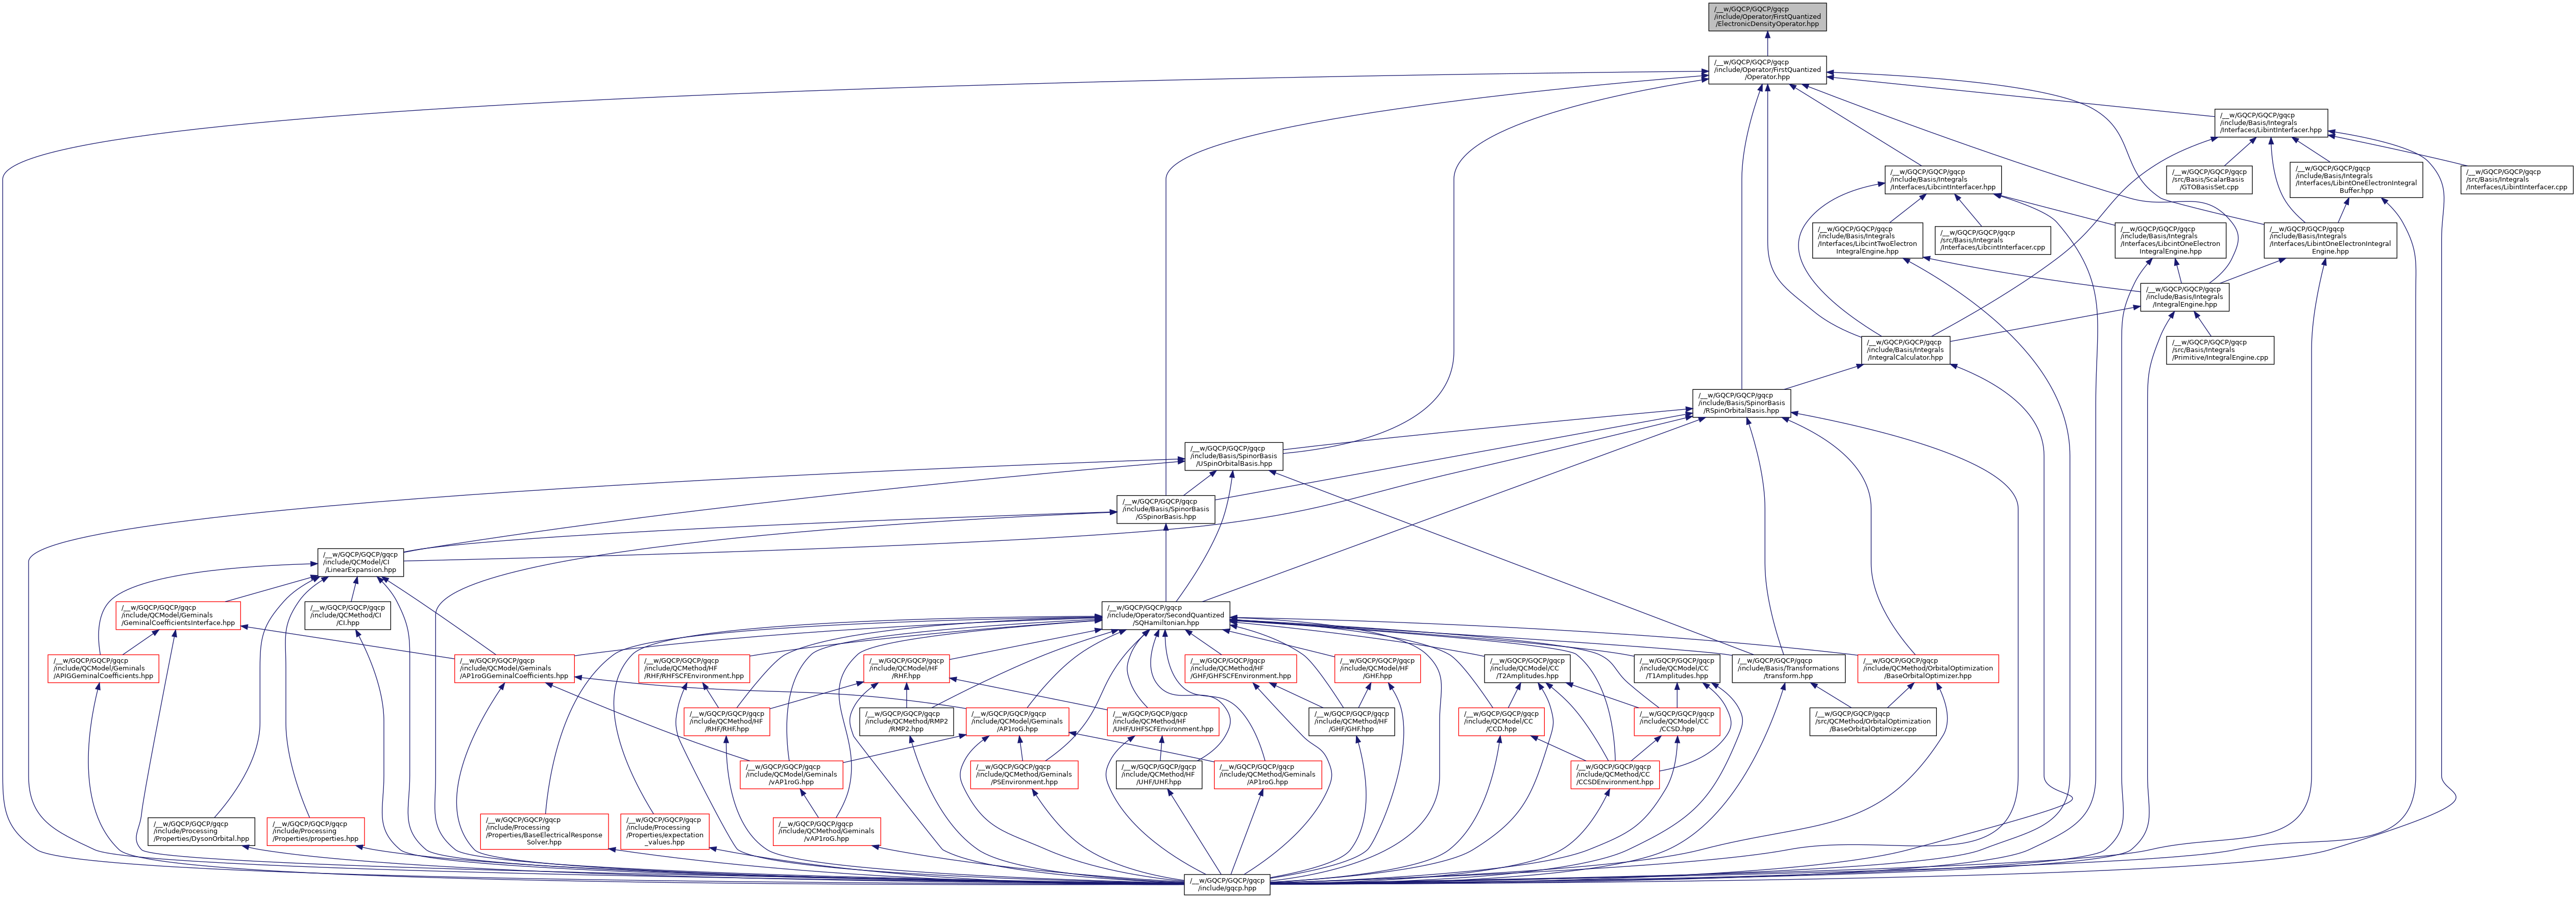 /__w/GQCP/GQCP/gqcp
/include/Operator/FirstQuantized
/ElectronicDensityOperator.hpp
/__w/GQCP/GQCP/gqcp
/include/Operator/FirstQuantized
/Operator.hpp
/__w/GQCP/GQCP/gqcp
/include/Basis/Integrals
/Interfaces/LibintInterfacer.hpp
/__w/GQCP/GQCP/gqcp
/include/Basis/Integrals
/Interfaces/LibcintInterfacer.hpp
/__w/GQCP/GQCP/gqcp
/src/Basis/ScalarBasis
/GTOBasisSet.cpp
/__w/GQCP/GQCP/gqcp
/include/Basis/Integrals
/Interfaces/LibintOneElectronIntegral
Buffer.hpp
/__w/GQCP/GQCP/gqcp
/src/Basis/Integrals
/Interfaces/LibintInterfacer.cpp
/__w/GQCP/GQCP/gqcp
/include/Basis/Integrals
/Interfaces/LibcintTwoElectron
IntegralEngine.hpp
/__w/GQCP/GQCP/gqcp
/src/Basis/Integrals
/Interfaces/LibcintInterfacer.cpp
/__w/GQCP/GQCP/gqcp
/include/Basis/Integrals
/Interfaces/LibcintOneElectron
IntegralEngine.hpp
/__w/GQCP/GQCP/gqcp
/include/Basis/Integrals
/Interfaces/LibintOneElectronIntegral
Engine.hpp
/__w/GQCP/GQCP/gqcp
/include/Basis/Integrals
/IntegralEngine.hpp
/__w/GQCP/GQCP/gqcp
/include/Basis/Integrals
/IntegralCalculator.hpp
/__w/GQCP/GQCP/gqcp
/src/Basis/Integrals
/Primitive/IntegralEngine.cpp
/__w/GQCP/GQCP/gqcp
/include/Basis/SpinorBasis
/RSpinOrbitalBasis.hpp
/__w/GQCP/GQCP/gqcp
/include/Basis/SpinorBasis
/USpinOrbitalBasis.hpp
/__w/GQCP/GQCP/gqcp
/include/Basis/SpinorBasis
/GSpinorBasis.hpp
/__w/GQCP/GQCP/gqcp
/include/QCModel/CI
/LinearExpansion.hpp
/__w/GQCP/GQCP/gqcp
/include/QCModel/Geminals
/GeminalCoefficientsInterface.hpp
/__w/GQCP/GQCP/gqcp
/include/QCMethod/CI
/CI.hpp
/__w/GQCP/GQCP/gqcp
/include/Operator/SecondQuantized
/SQHamiltonian.hpp
/__w/GQCP/GQCP/gqcp
/include/QCModel/Geminals
/APIGGeminalCoefficients.hpp
/__w/GQCP/GQCP/gqcp
/include/QCModel/Geminals
/AP1roGGeminalCoefficients.hpp
/__w/GQCP/GQCP/gqcp
/include/QCMethod/HF
/RHF/RHFSCFEnvironment.hpp
/__w/GQCP/GQCP/gqcp
/include/QCModel/HF
/RHF.hpp
/__w/GQCP/GQCP/gqcp
/include/QCMethod/HF
/GHF/GHFSCFEnvironment.hpp
/__w/GQCP/GQCP/gqcp
/include/QCModel/HF
/GHF.hpp
/__w/GQCP/GQCP/gqcp
/include/QCModel/CC
/T2Amplitudes.hpp
/__w/GQCP/GQCP/gqcp
/include/QCModel/CC
/T1Amplitudes.hpp
/__w/GQCP/GQCP/gqcp
/include/Basis/Transformations
/transform.hpp
/__w/GQCP/GQCP/gqcp
/include/QCMethod/OrbitalOptimization
/BaseOrbitalOptimizer.hpp
/__w/GQCP/GQCP/gqcp
/include/QCMethod/HF
/RHF/RHF.hpp
/__w/GQCP/GQCP/gqcp
/include/QCMethod/RMP2
/RMP2.hpp
/__w/GQCP/GQCP/gqcp
/include/QCModel/Geminals
/AP1roG.hpp
/__w/GQCP/GQCP/gqcp
/include/QCMethod/HF
/UHF/UHFSCFEnvironment.hpp
/__w/GQCP/GQCP/gqcp
/include/QCMethod/HF
/GHF/GHF.hpp
/__w/GQCP/GQCP/gqcp
/include/QCModel/CC
/CCD.hpp
/__w/GQCP/GQCP/gqcp
/include/QCModel/CC
/CCSD.hpp
/__w/GQCP/GQCP/gqcp
/src/QCMethod/OrbitalOptimization
/BaseOrbitalOptimizer.cpp
/__w/GQCP/GQCP/gqcp
/include/QCModel/Geminals
/vAP1roG.hpp
/__w/GQCP/GQCP/gqcp
/include/QCMethod/Geminals
/PSEnvironment.hpp
/__w/GQCP/GQCP/gqcp
/include/QCMethod/HF
/UHF/UHF.hpp
/__w/GQCP/GQCP/gqcp
/include/QCMethod/Geminals
/AP1roG.hpp
/__w/GQCP/GQCP/gqcp
/include/QCMethod/CC
/CCSDEnvironment.hpp
/__w/GQCP/GQCP/gqcp
/include/Processing
/Properties/DysonOrbital.hpp
/__w/GQCP/GQCP/gqcp
/include/Processing
/Properties/properties.hpp
/__w/GQCP/GQCP/gqcp
/include/Processing
/Properties/BaseElectricalResponse
Solver.hpp
/__w/GQCP/GQCP/gqcp
/include/Processing
/Properties/expectation
_values.hpp
/__w/GQCP/GQCP/gqcp
/include/QCMethod/Geminals
/vAP1roG.hpp
/__w/GQCP/GQCP/gqcp
/include/gqcp.hpp